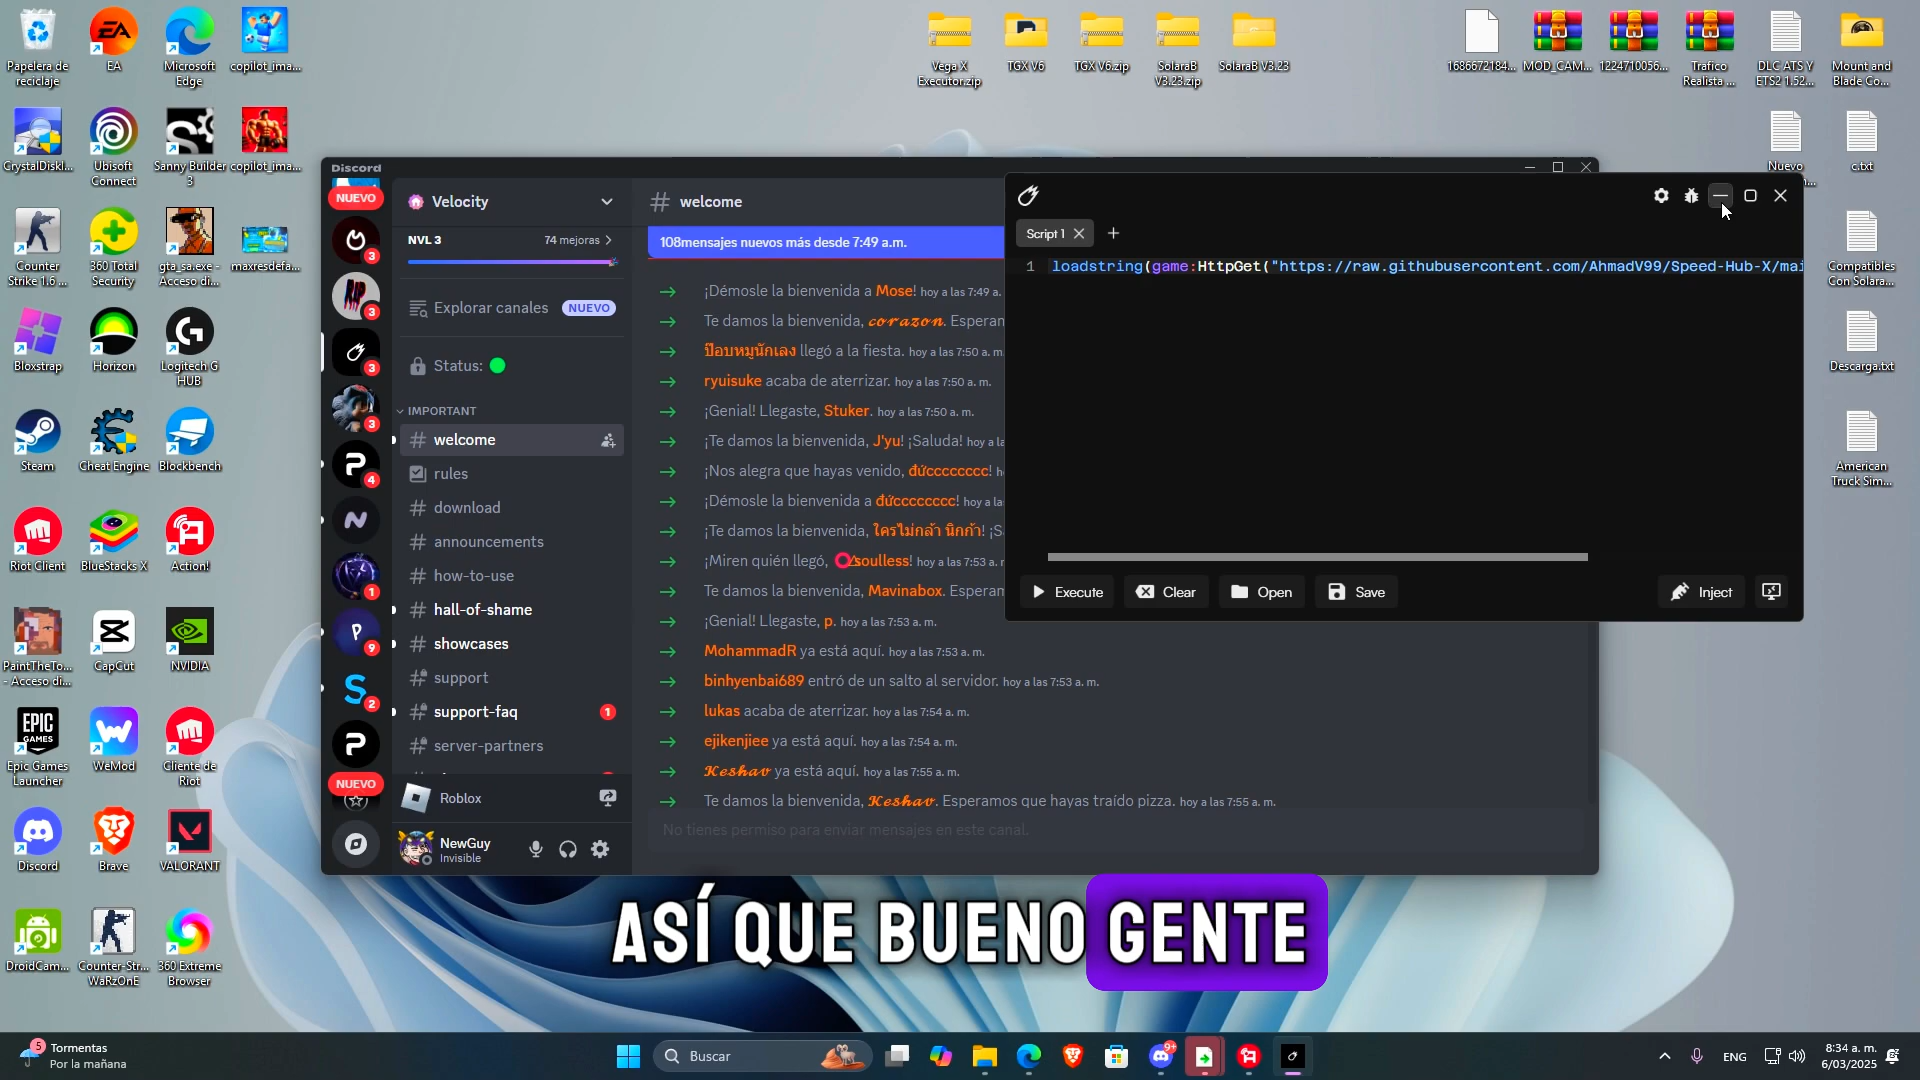 Papelera de reciclaje
EA
Microsoft Edge
copilot_ima...
CrystalDiskI...
Ubisoft Connect
Sanny Builder 3
copilot_ima...
Counter Strike 1.6 ...
360 Total Security
gta_sa.exe - Acceso di...
maxresdefa...
Bloxstrap
Horizon
Logitech G HUB
Steam
Cheat Engine
Blockbench
Riot Client
BlueStacks X
Action!
PaintTheTo... - Acceso di...
CapCut
NVIDIA
Epic Games Launcher
WeMod
Cliente de Riot
Discord
Brave
VALORANT
DroidCam...
Counter-Str... WaRzOnE
360 Extreme Browser
Vega X Executor.zip
TGX V6
TGX V6.zip
SolaraB V3.23.zip
SolaraB V3.23
1686672184...
MOD_CAM...
1224710056...
Trafico Realista ...
DLC ATS Y ETS2 1.52...
Mount and Blade Co...
Nuevo
c.txt
Compatibles Con Solara...
Descarga.txt
American Truck Sim...
Discord
NUEVO
3
3
3
3
4
1
9
2
NUEVO
Velocity
NVL 3
74 mejoras
Explorar canales NUEVO
Status:
IMPORTANT
welcome
rules
download
announcements
how-to-use
hall-of-shame
showcases
support
support-faq 1
server-partners
Roblox
NewGuy
Invisible
# welcome
108mensajes nuevos más desde 7:49 a.m.
¡Démosle la bienvenida a Mose! hoy a las 7:49 a.
Te damos la bienvenida, 𝓬𝓸𝓻𝓪𝔃𝓸𝓷. Esperan
ป๊อบหมูนักเลง llegó a la fiesta. hoy a las 7:50 a. m
ryuisuke acaba de aterrizar. hoy a las 7:50 a. m.
¡Genial! Llegaste, Stuker. hoy a las 7:50 a. m.
¡Te damos la bienvenida, J'yu! ¡Saluda! hoy a la
¡Nos alegra que hayas venido, đứcccccccc! h
¡Démosle la bienvenida a đứcccccccc! hoy a la
¡Te damos la bienvenida, ใครไม่กล้า นิกก้า! ¡S
¡Miren quién llegó, soulless! hoy a las 7:53 a. r
Te damos la bienvenida, Mavinabox. Esperam
¡Genial! Llegaste, p. hoy a las 7:53 a. m.
MohammadR ya está aquí. hoy a las 7:53 a. m.
binhyenbai689 entró de un salto al servidor. hoy a las 7:53 a. m.
lukas acaba de aterrizar. hoy a las 7:54 a. m.
ejikenjiee ya está aquí. hoy a las 7:54 a. m.
𝓚𝓮𝓼𝓱𝓪𝓿 ya está aquí. hoy a las 7:55 a. m.
Te damos la bienvenida, 𝓚𝓮𝓼𝓱𝓪𝓿. Esperamos que hayas traído pizza. hoy a las 7:55 a. m.
No tienes permiso para enviar mensajes en este canal.
Script 1
1 loadstring(game:HttpGet("https://raw.githubusercontent.com/AhmadV99/Speed-Hub-X/mai
Execute Clear Open Save Inject
ASÍ QUE BUENO GENTE
5
Tormentas
Por la mañana
Buscar
9+
ENG
8:34 a. m.
6/03/2025